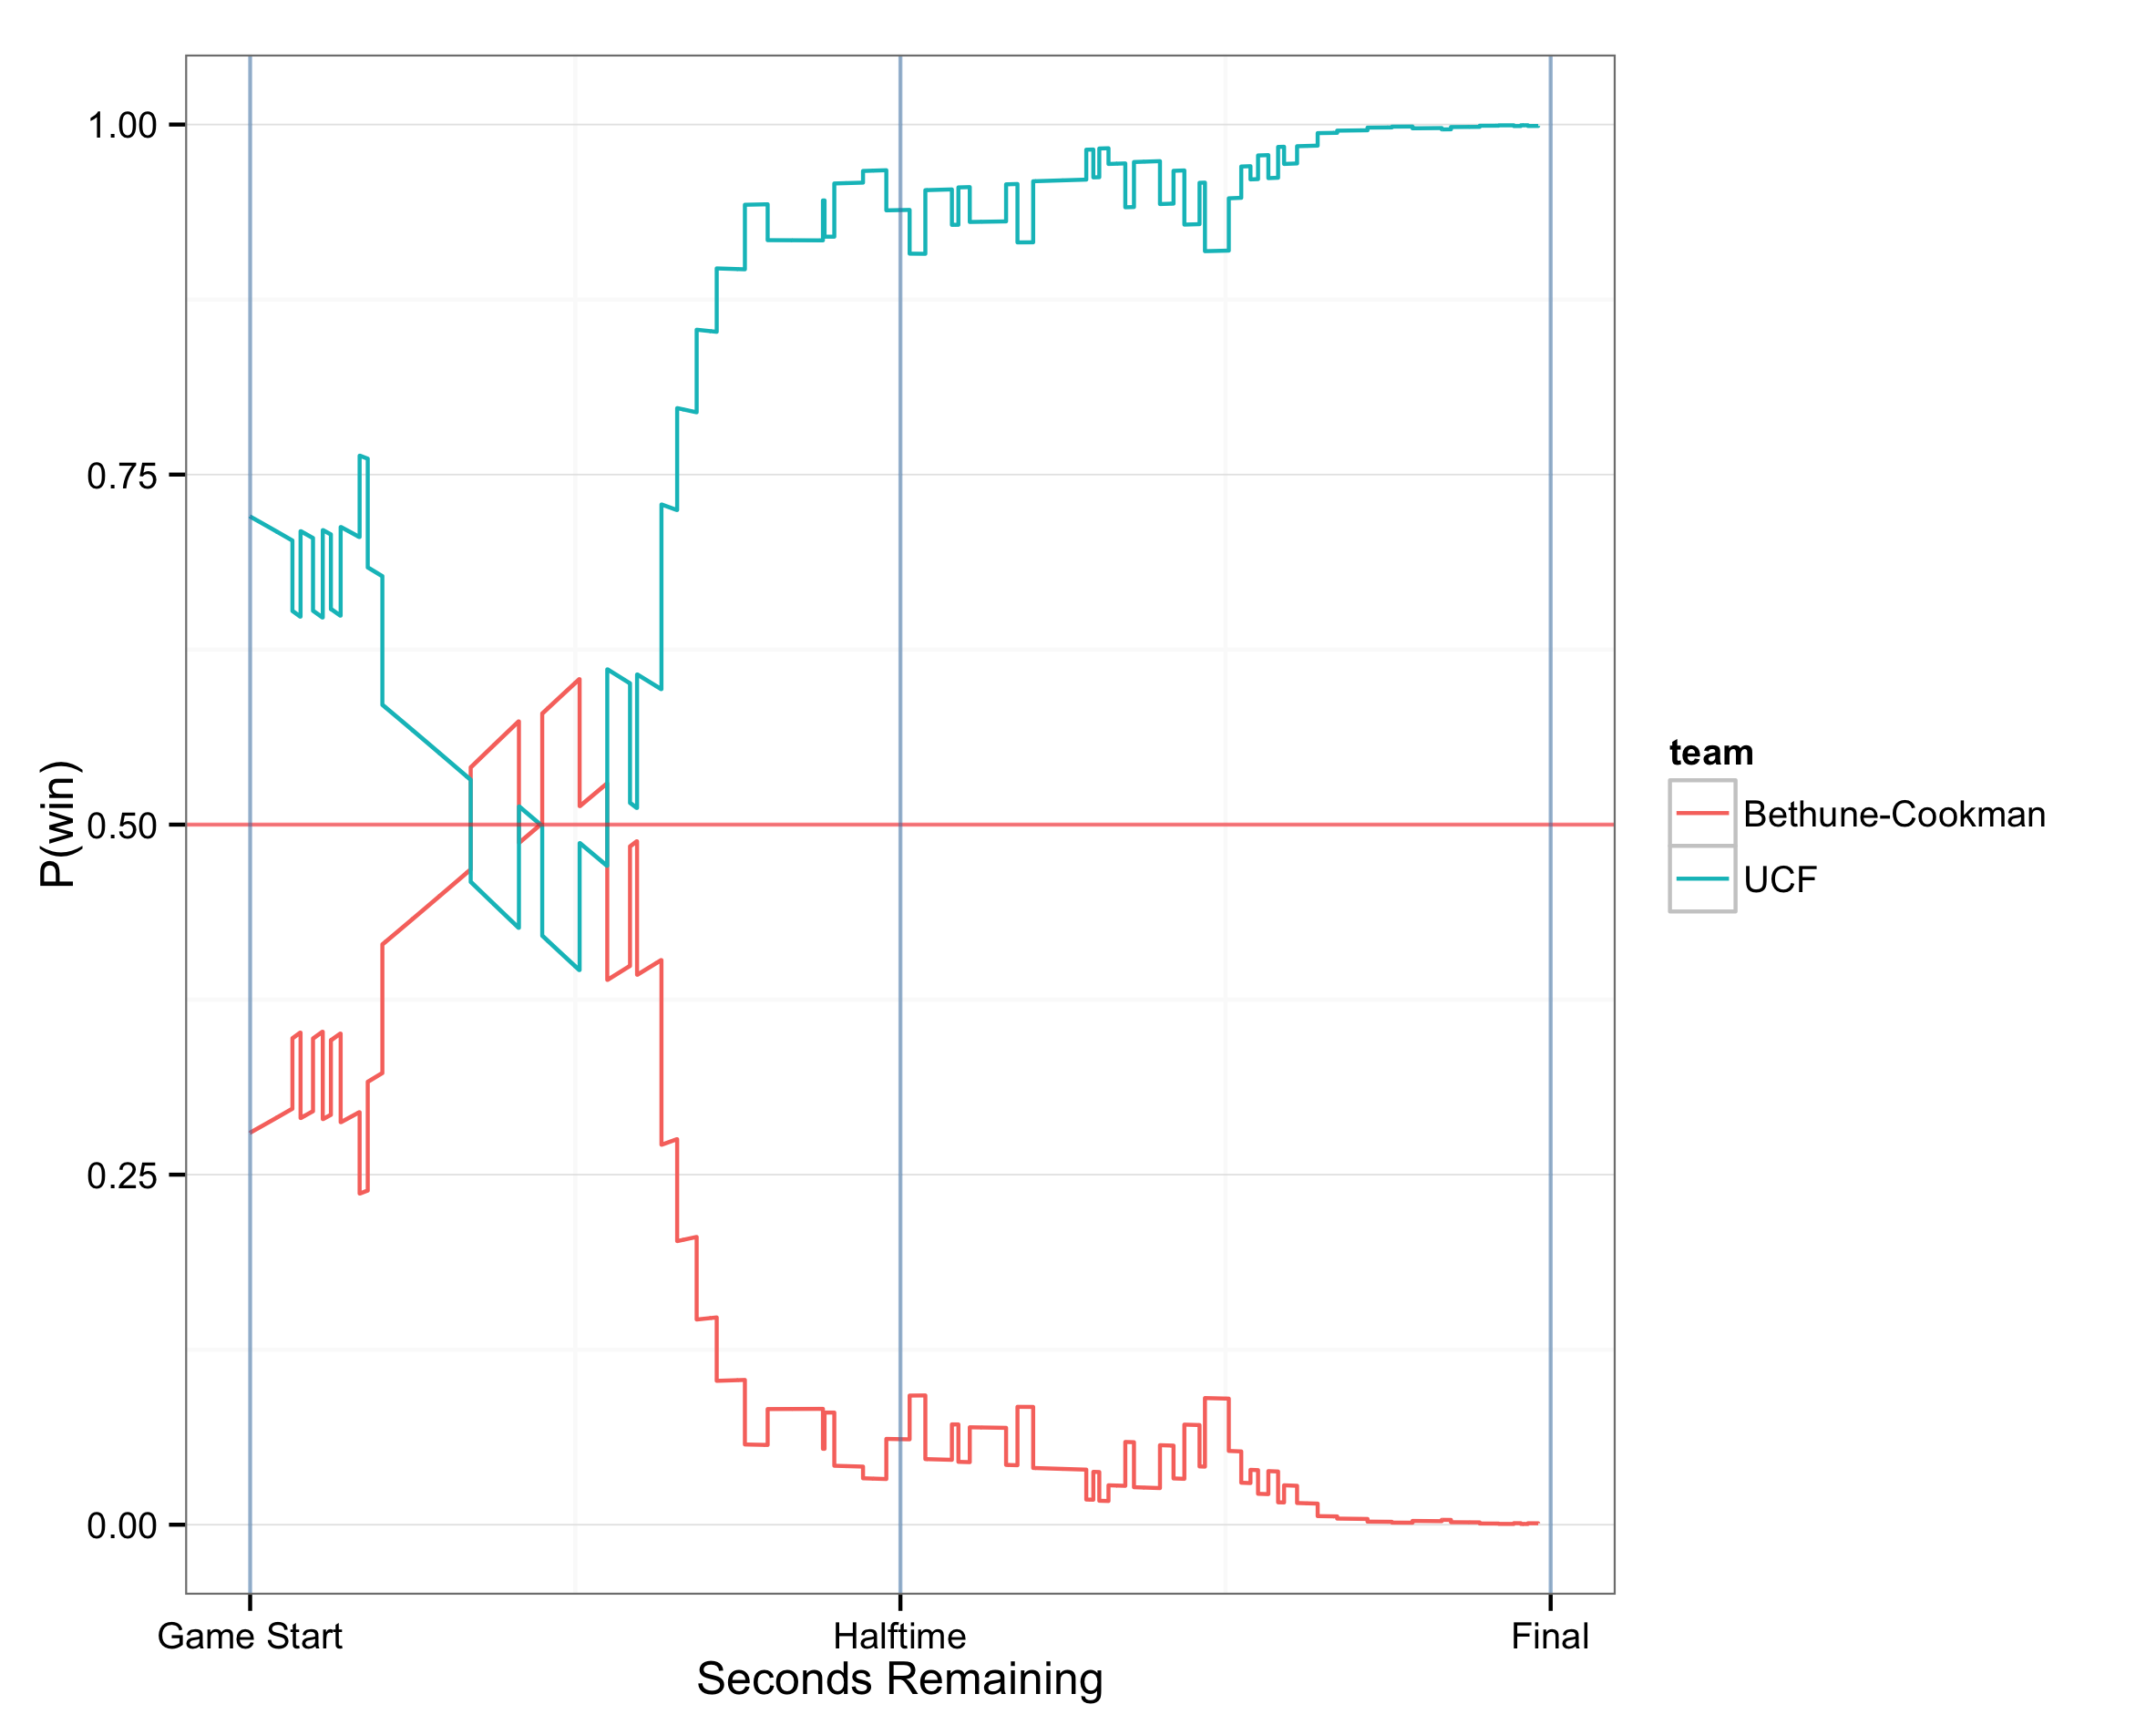 P(win)
1.00
0.75
0.50
0.25
0.00
Game Start
Halftime
Final
Seconds Remaining
team
Bethune-Cookman
UCF